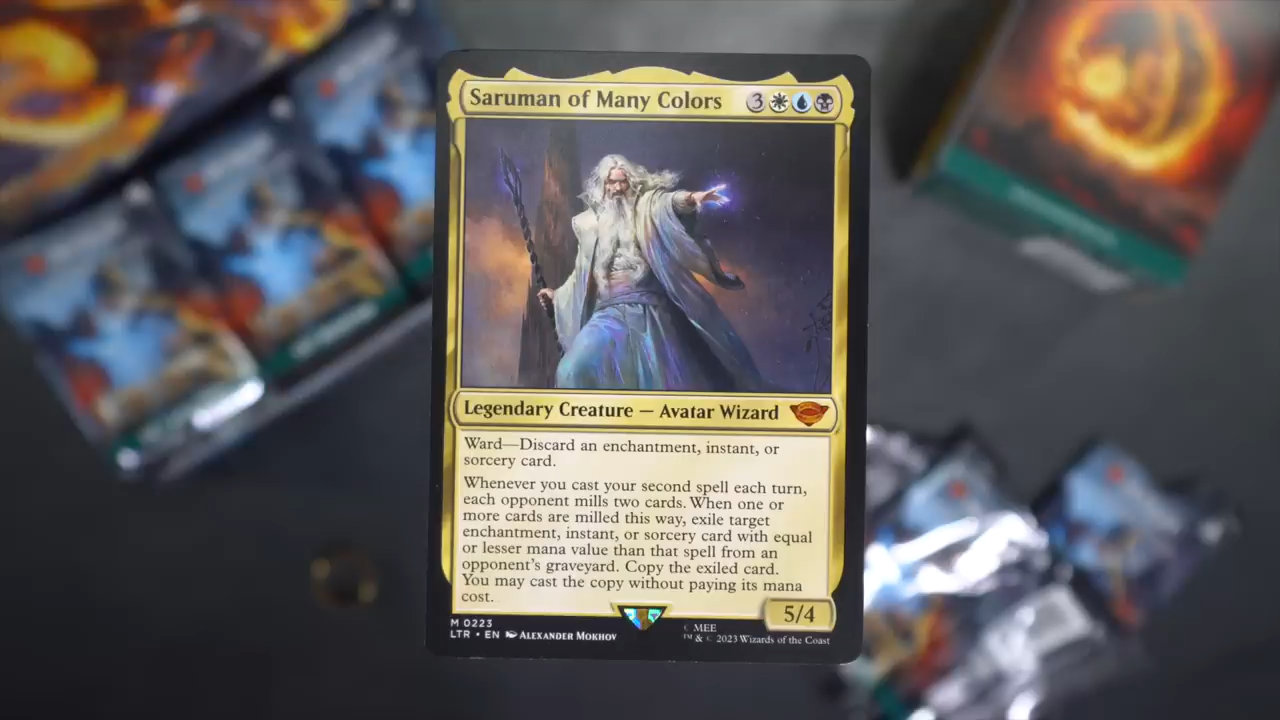 Saruman of Many Colors 3
Legendary Creature — Avatar Wizard
Ward—Discard an enchantment, instant, or
sorcery card.
Whenever you cast your second spell each turn,
each opponent mills two cards. When one or
more cards are milled this way, exile target
enchantment, instant, or sorcery card with equal
or lesser mana value than that spell from an
opponent's graveyard. Copy the exiled card.
You may cast the copy without paying its mana
cost.
5/4
M 0223
LTR • EN ALEXANDER MOKHOV
© MEE
™ & © 2023 Wizards of the Coast